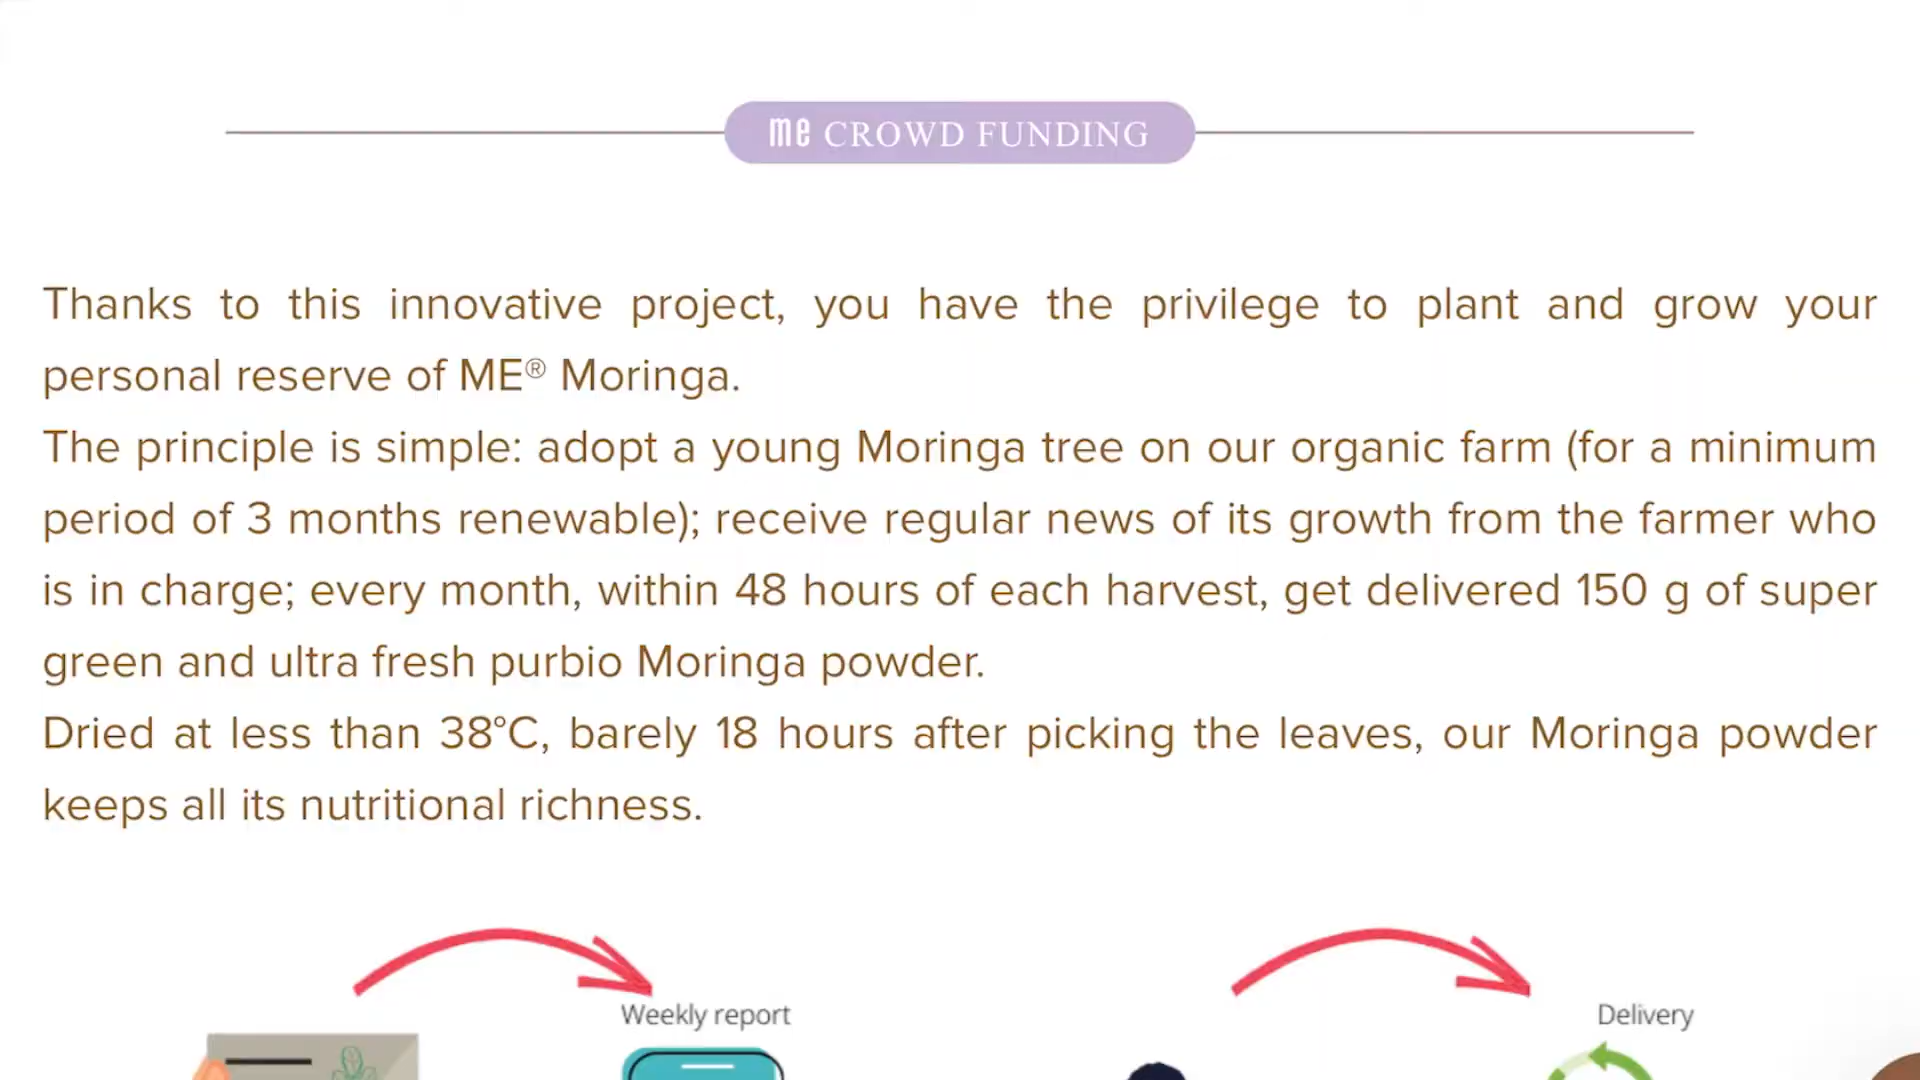 me CROWD FUNDING
Thanks to this innovative project, you have the privilege to plant and grow your
personal reserve of ME® Moringa.
The principle is simple: adopt a young Moringa tree on our organic farm (for a minimum
period of 3 months renewable); receive regular news of its growth from the farmer who
is in charge; every month, within 48 hours of each harvest, get delivered 150 g of super
green and ultra fresh purbio Moringa powder.
Dried at less than 38°C, barely 18 hours after picking the leaves, our Moringa powder
keeps all its nutritional richness.
Weekly report
Delivery